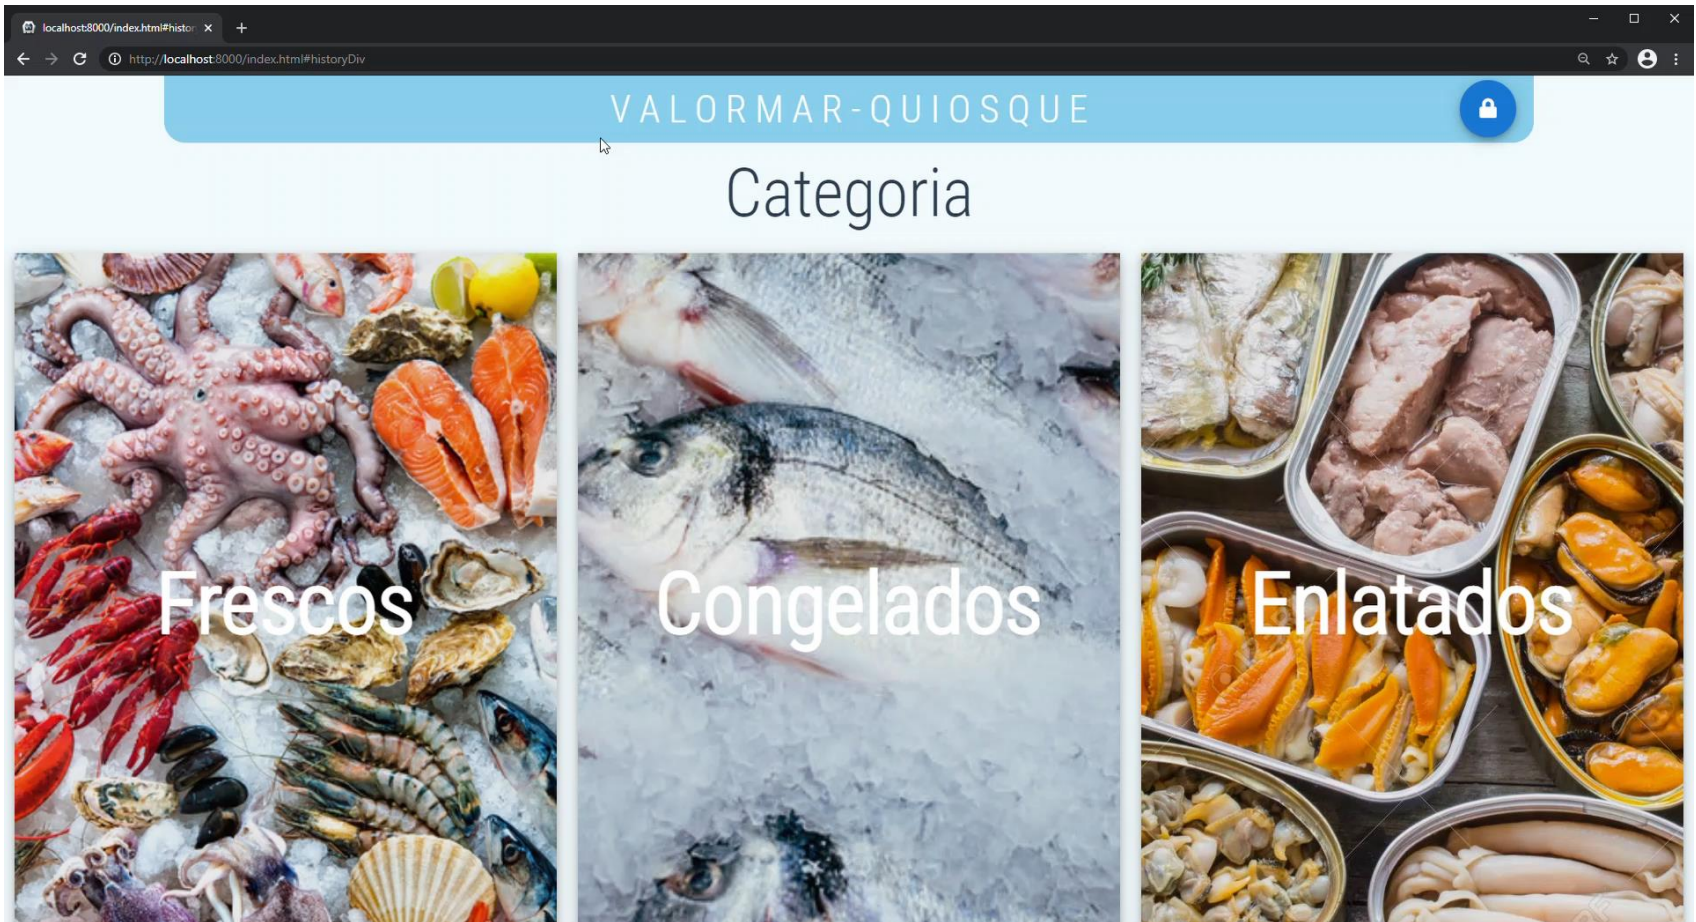 localhost:8000/index.html#histor
http://localhost:8000/index.html#historyDiv
VALORMAR-QUIOSQUE
Categoria
Frescos
Congelados
Enlatados